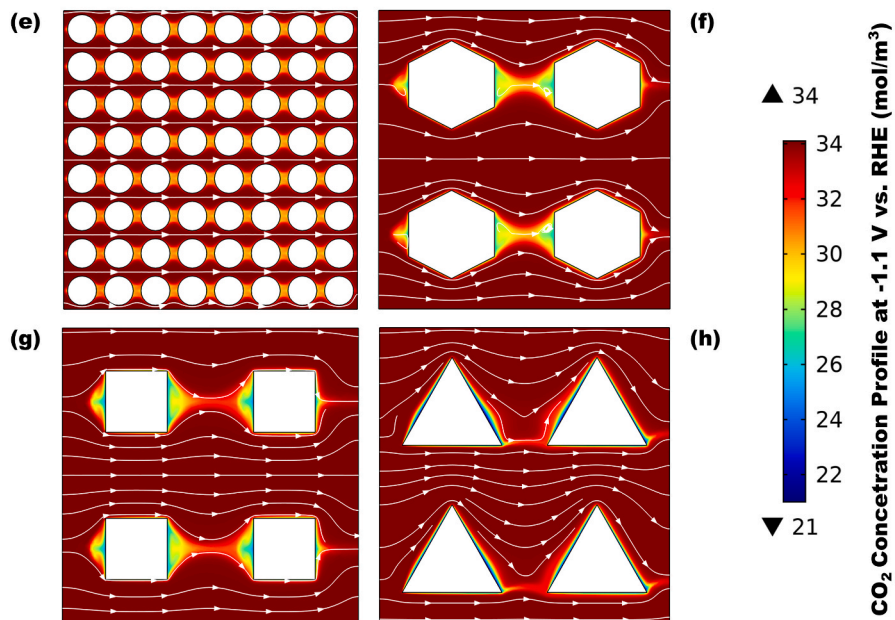 (e)
(f)
(g)
(h)
▲ 34
34
32
30
28
26
24
22
▼ 21
CO₂ Concetration Profile at -1.1 V vs. RHE (mol/m³)